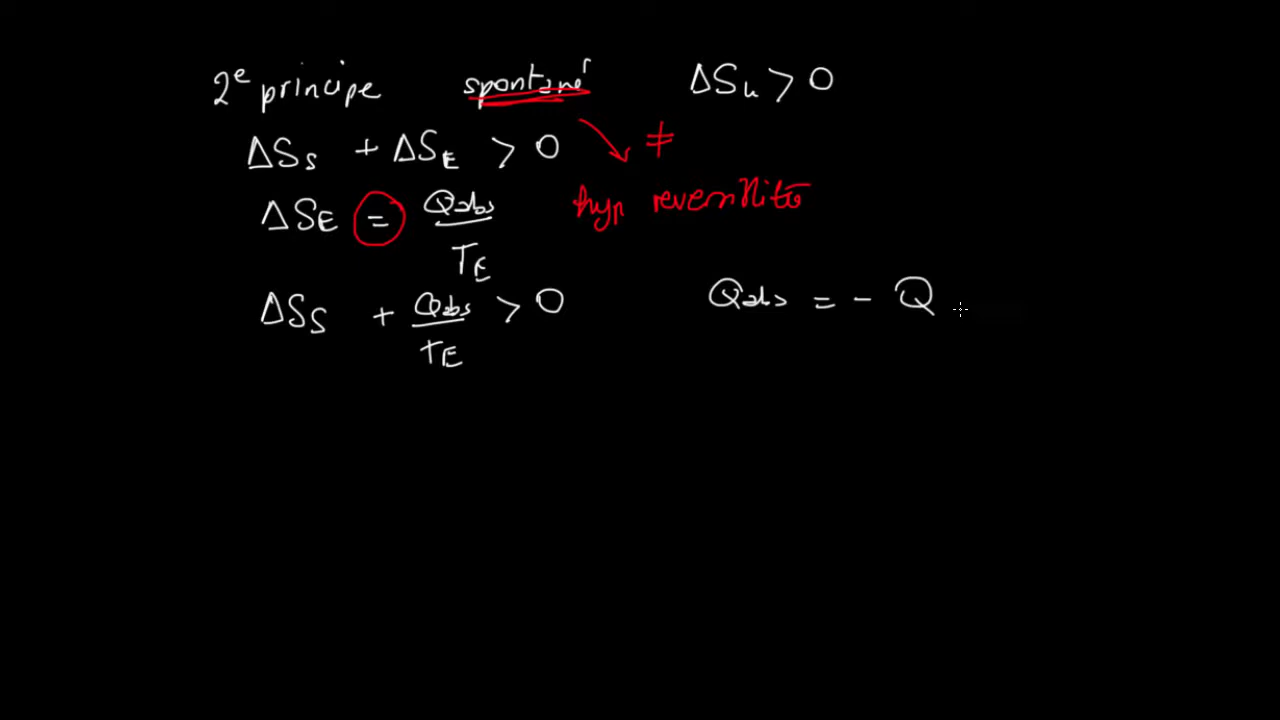 2e principe spontané ΔSu > 0
ΔSS + ΔSE > 0 ≠
ΔSE = Qabs / TE hyp reversibilité
ΔSS + Qabs / TE > 0 Qabs = - Q